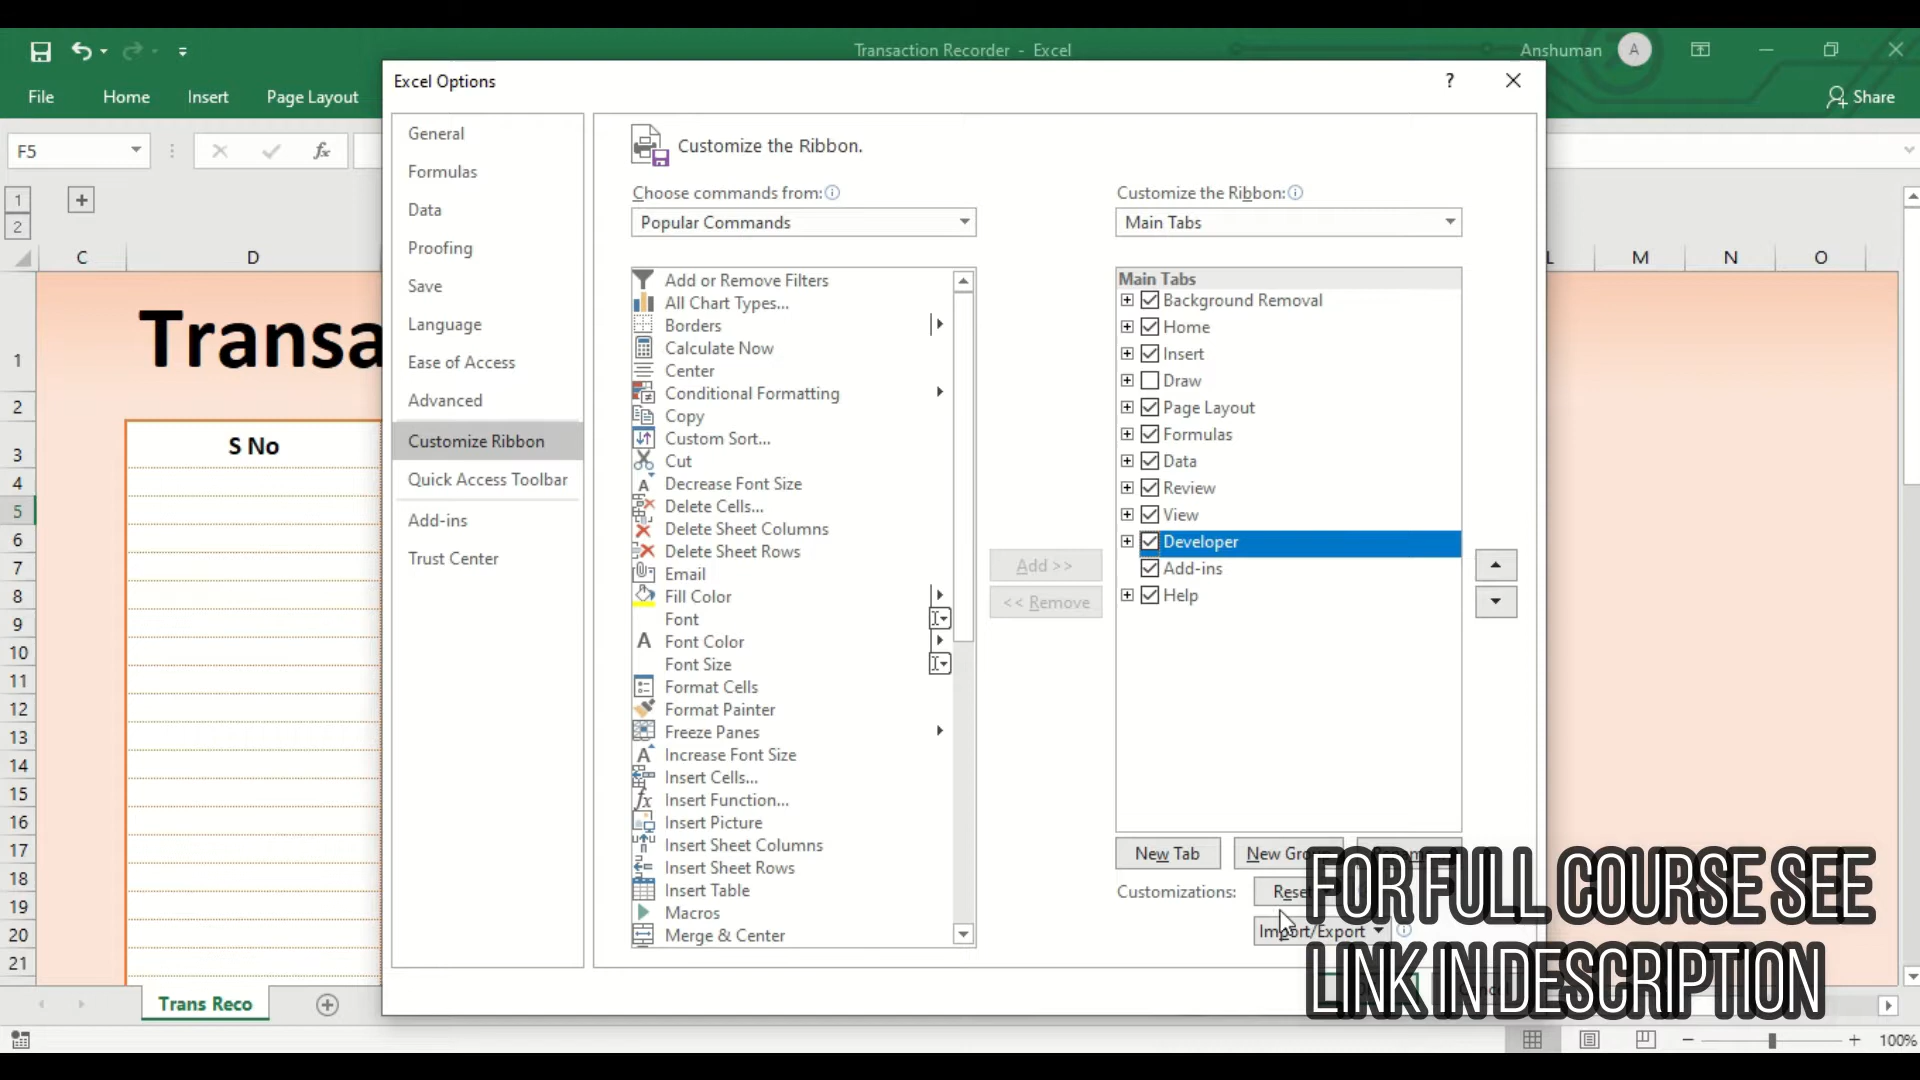 Transaction Recorder - Excel
Anshuman
A
File
Home
Insert
Page Layout
Share
F5
fx
1
2
C
D
L
M
N
O
1
2
3
4
5
6
7
8
9
10
11
12
13
14
15
16
17
18
19
20
21
Transa
S No
Excel Options
?
General
Formulas
Data
Proofing
Save
Language
Ease of Access
Advanced
Customize Ribbon
Quick Access Toolbar
Add-ins
Trust Center
Customize the Ribbon.
Choose commands from:
Popular Commands
Add or Remove Filters
All Chart Types...
Borders
Calculate Now
Center
Conditional Formatting
Copy
Custom Sort...
Cut
Decrease Font Size
Delete Cells...
Delete Sheet Columns
Delete Sheet Rows
Email
Fill Color
Font
Font Color
Font Size
Format Cells
Format Painter
Freeze Panes
Increase Font Size
Insert Cells...
Insert Function...
Insert Picture
Insert Sheet Columns
Insert Sheet Rows
Insert Table
Macros
Merge & Center
Add >>
<< Remove
Customize the Ribbon:
Main Tabs
Main Tabs
Background Removal
Home
Insert
Draw
Page Layout
Formulas
Data
Review
View
Developer
Add-ins
Help
New Tab
New Group
Customizations:
Reset
Import/Export
FOR FULL COURSE SEE
LINK IN DESCRIPTION
Trans Reco
100%